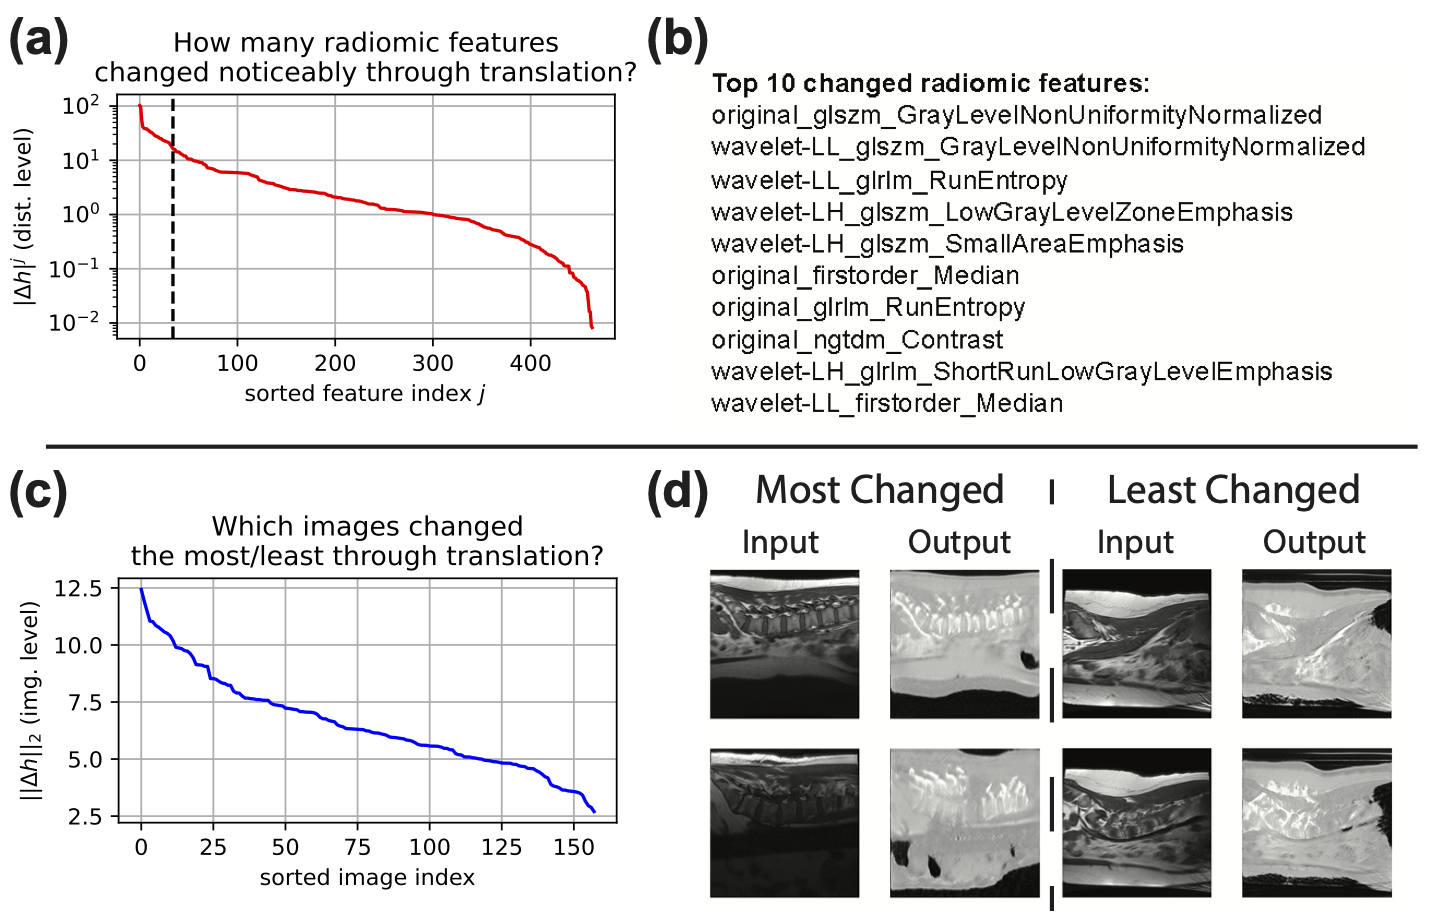 (a)
How many radiomic features
changed noticeably through translation?
10²
10¹
10⁰
10⁻¹
10⁻²
|Δh|ʲ (dist. level)
0 100 200 300 400
sorted feature index j
(b)
Top 10 changed radiomic features:
original_glszm_GrayLevelNonUniformityNormalized
wavelet-LL_glszm_GrayLevelNonUniformityNormalized
wavelet-LL_glrlm_RunEntropy
wavelet-LH_glszm_LowGrayLevelZoneEmphasis
wavelet-LH_glszm_SmallAreaEmphasis
original_firstorder_Median
original_glrlm_RunEntropy
original_ngtdm_Contrast
wavelet-LH_glrlm_ShortRunLowGrayLevelEmphasis
wavelet-LL_firstorder_Median
(c)
Which images changed
the most/least through translation?
12.5
10.0
7.5
5.0
2.5
||Δh||₂ (img. level)
0 25 50 75 100 125 150
sorted image index
(d)
Most Changed Least Changed
Input Output Input Output